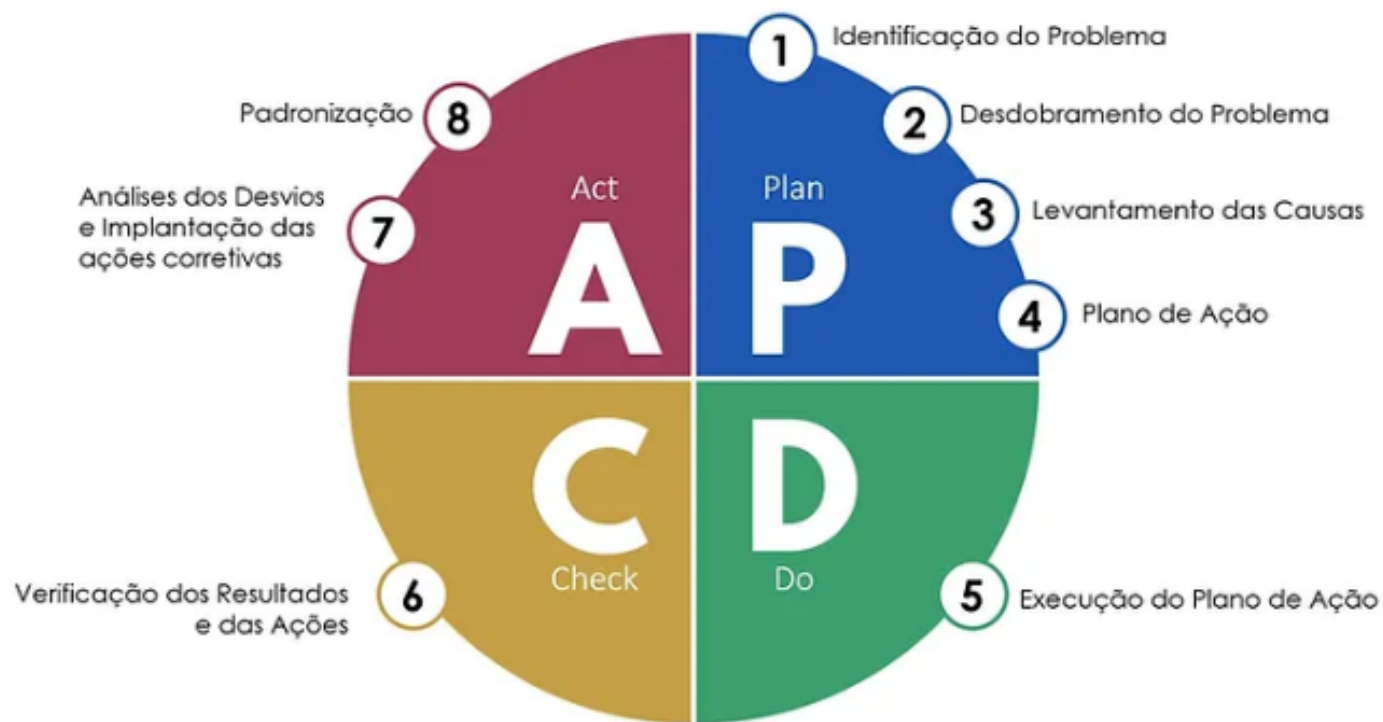 1
Identificação do Problema
2
Desdobramento do Problema
3
Levantamento das Causas
4
Plano de Ação
Plan
P
D
Do
5
Execução do Plano de Ação
C
Check
6
Verificação dos Resultados
e das Ações
Act
A
7
Análises dos Desvios
e Implantação das
ações corretivas
8
Padronização